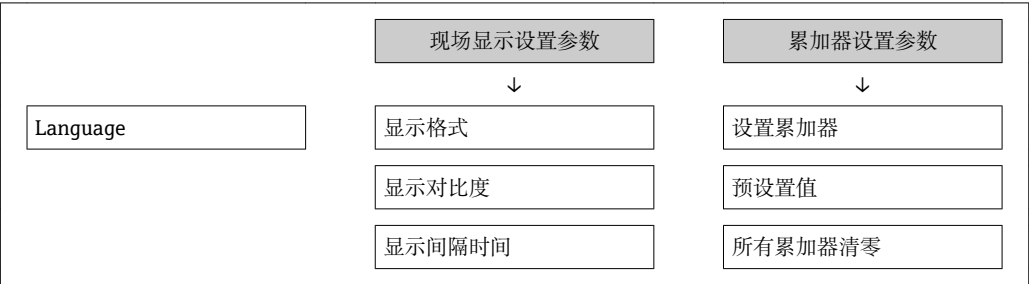 现场显示设置参数
累加器设置参数
↓
↓
Language
显示格式
设置累加器
显示对比度
预设置值
显示间隔时间
所有累加器清零